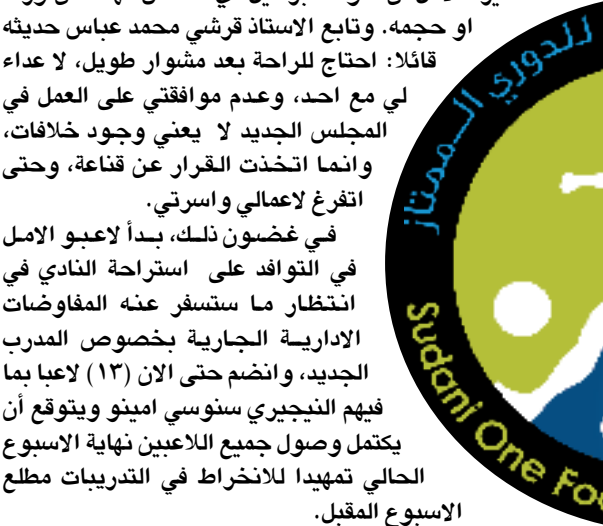 او حجمه. وتابع الاستاذ قرشي محمد عباس حديثه
قائلا: احتاج للراحة بعد مشوار طويل، لا عداء
لي مع احد، وعدم موافقتي على العمل في
المجلس الجديد لا يعني وجود خلافات،
وانما اتخذت القرار عن قناعة، وحتى
اتفرغ لاعمالي واسرتي.
في غضون ذلك، بدأ لاعبو الامل
في التوافد على استراحة النادي في
انتظار ما ستسفر عنه المفاوضات
الادارية الجارية بخصوص المدرب
الجديد، وانضم حتى الان (١٣) لاعبا بما
فيهم النيجيري سنوسي امينو ويتوقع أن
يكتمل وصول جميع اللاعبين نهاية الاسبوع
الحالي تمهيدا للانخراط في التدريبات مطلع
الاسبوع المقبل.
للدوري الممتاز
Sudani One Fo